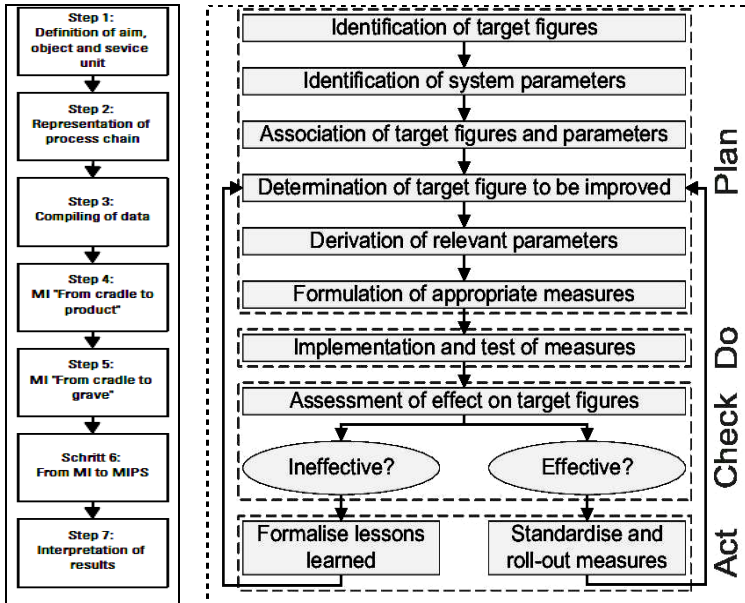 Step 1:
Definition of aim,
object and sevice
unit
Step 2:
Representation of
process chain
Step 3:
Compiling of data
Step 4:
MI "From cradle to
product"
Step 5:
MI "From cradle to
grave"
Schritt 6:
From MI to MIPS
Step 7:
Interpretation of
results
Identification of target figures
Identification of system parameters
Association of target figures and parameters
Determination of target figure to be improved
Derivation of relevant parameters
Formulation of appropriate measures
Plan
Implementation and test of measures
Do
Assessment of effect on target figures
Ineffective?
Effective?
Check
Formalise lessons
learned
Standardise and
roll-out measures
Act